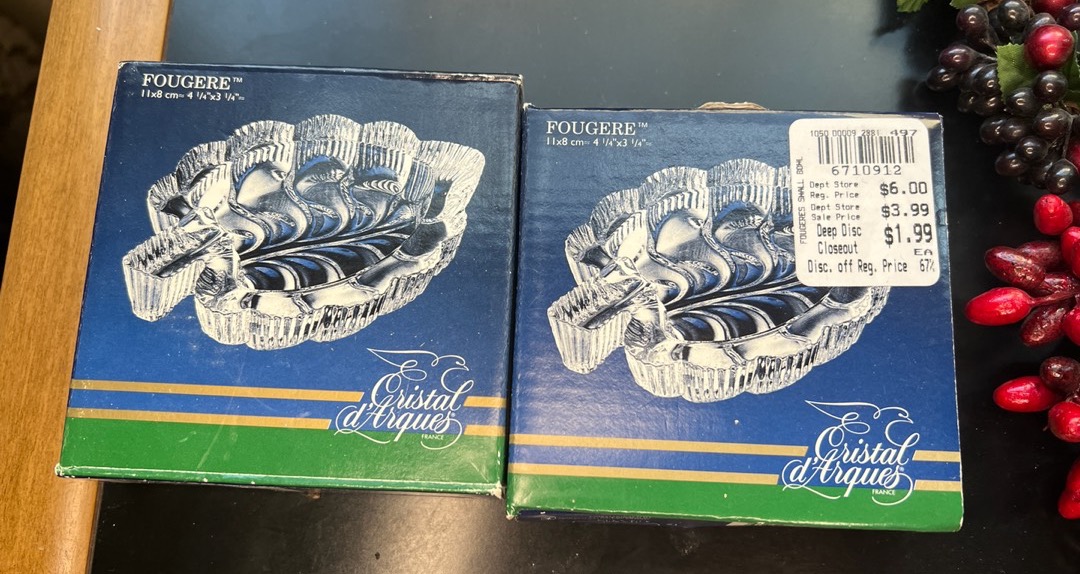 FOUGERE™
11x8 cm= 4 1/4"x3 1/4"=
Cristal
d'Arques
FRANCE
FOUGERE™
11x8 cm= 4 1/4"x3 1/4"=
1050 00009 2881 497
6710912
FOUGERES SMALL BOWL
Dept Store
Reg. Price $6.00
Dept Store
Sale Price $3.99
Deep Disc
Closeout $1.99
EA
Disc. off Reg. Price 67%
Cristal
d'Arques
FRANCE